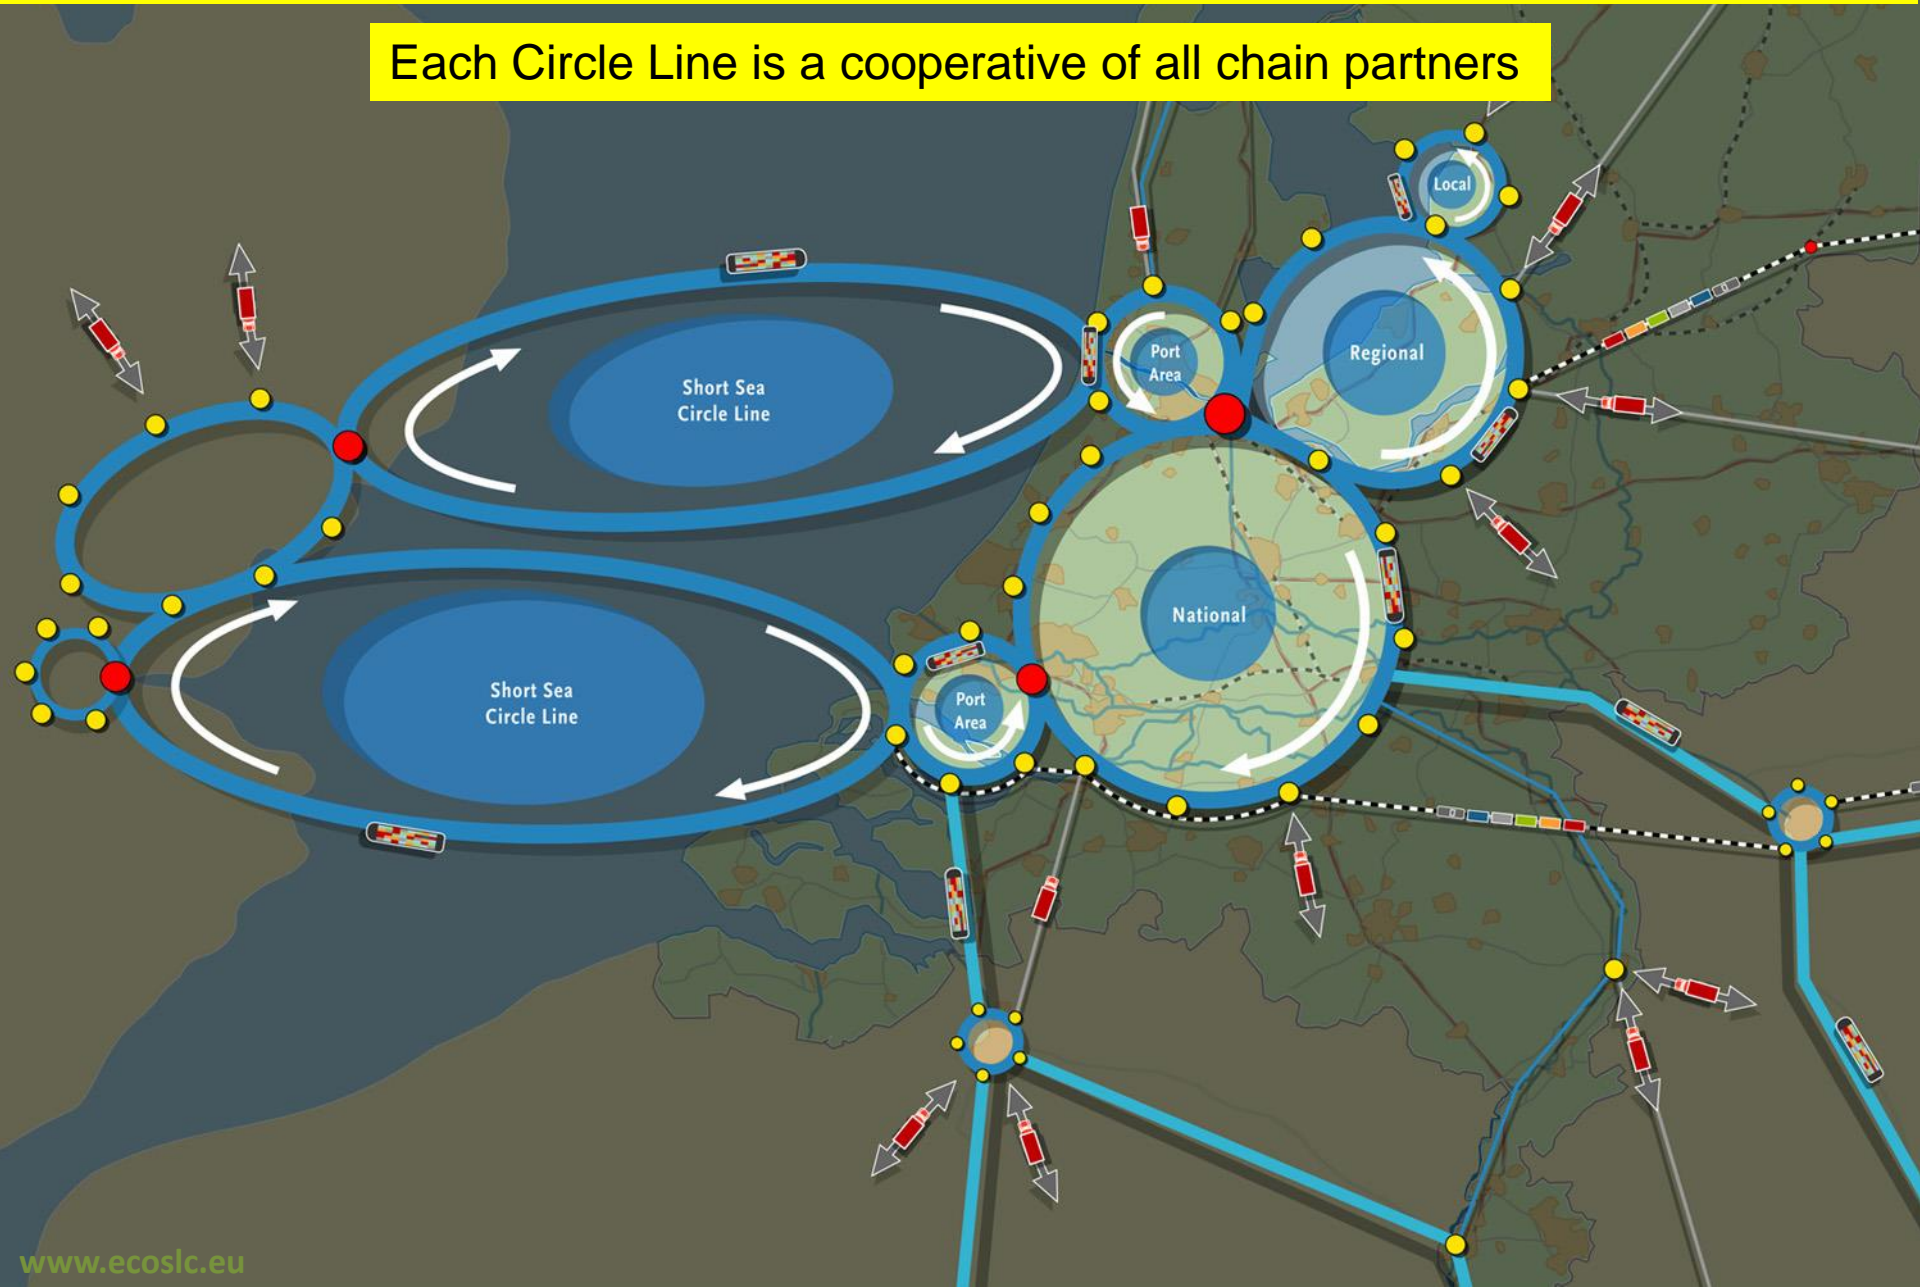 Each Circle Line is a cooperative of all chain partners
Local
Port
Area
Regional
Short Sea
Circle Line
National
Short Sea
Circle Line
Port
Area
www.ecoslc.eu